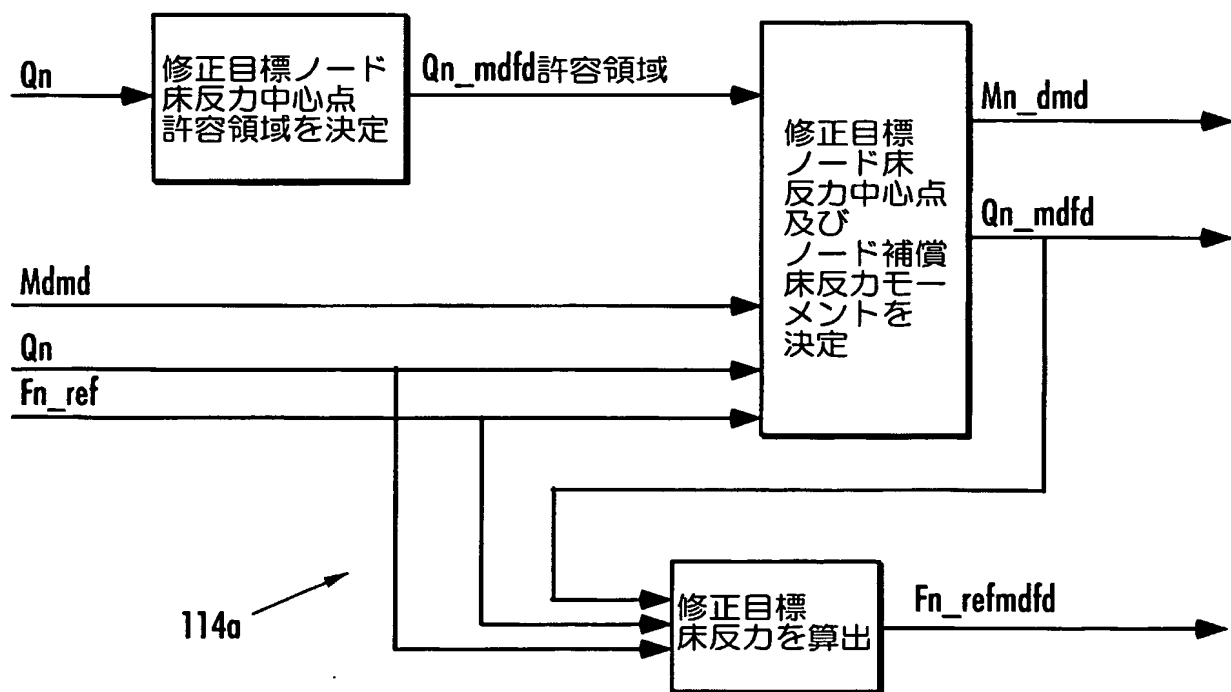 Qn
修正目標ノード
床反力中心点
許容領域を決定
Qn_mdfd許容領域
修正目標
ノード床
反力中心点
及び
ノード補償
床反力モー
メントを
決定
Mn_dmd
Qn_mdfd
Mdmd
Qn
Fn_ref
114a
修正目標
床反力を算出
Fn_refmdfd